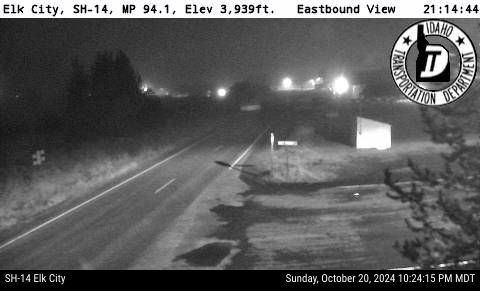 Elk City, SH-14, MP 94.1, Elev 3,939ft. Eastbound View 21:14:44
IDAHO
TRANSPORTATION DEPARTMENT
SH-14 Elk City Sunday, October 20, 2024 10:24:15 PM MDT